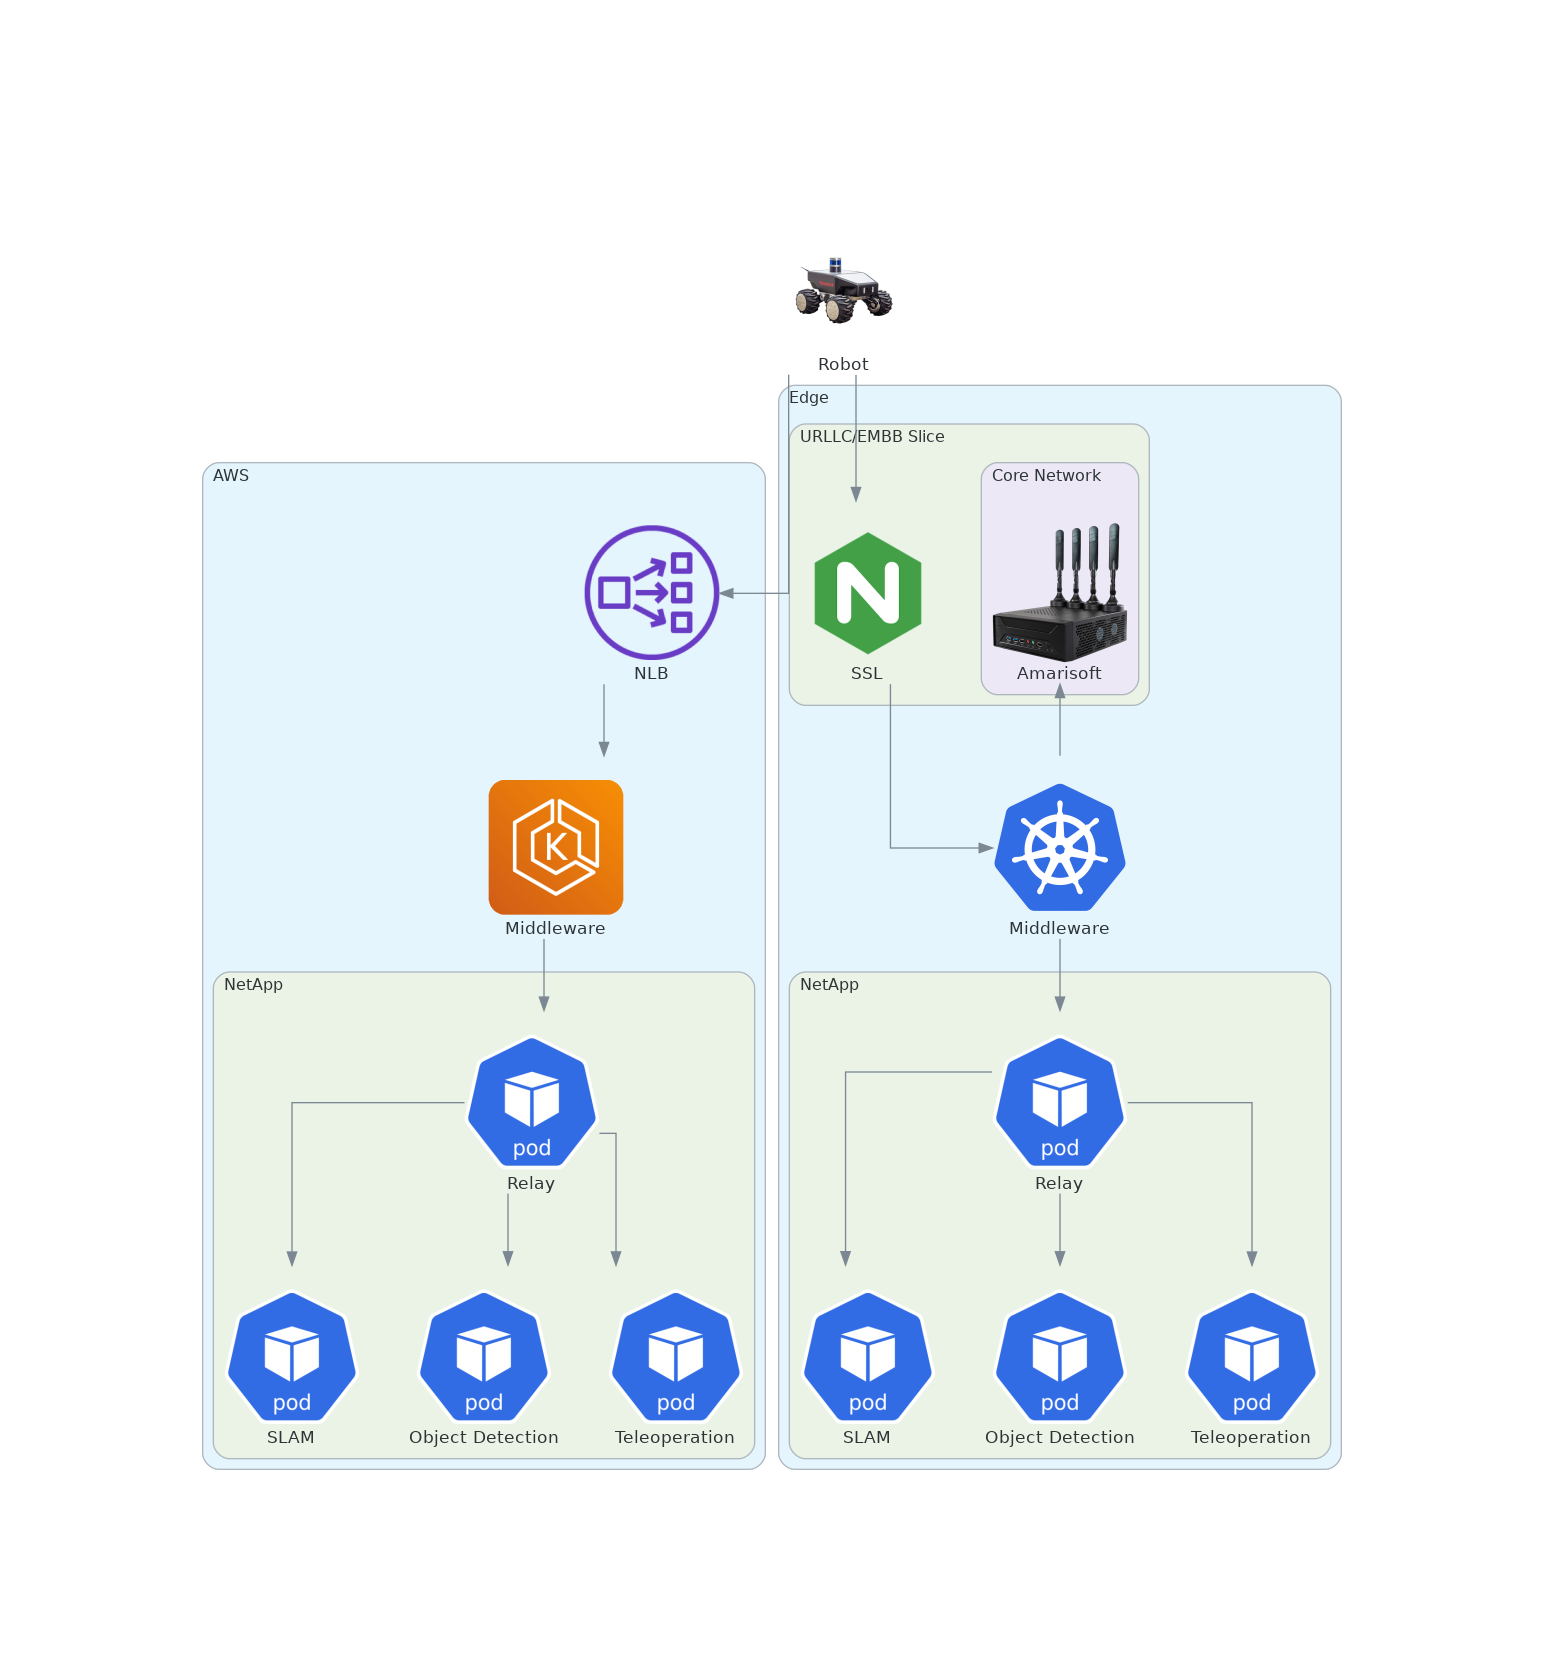 Robot
Edge
URLLC/EMBB Slice
AWS
Core Network
NLB
SSL
Amarisoft
K
Middleware
Middleware
NetApp
NetApp
pod
Relay
pod
Relay
pod
SLAM
pod
Object Detection
pod
Teleoperation
pod
SLAM
pod
Object Detection
pod
Teleoperation